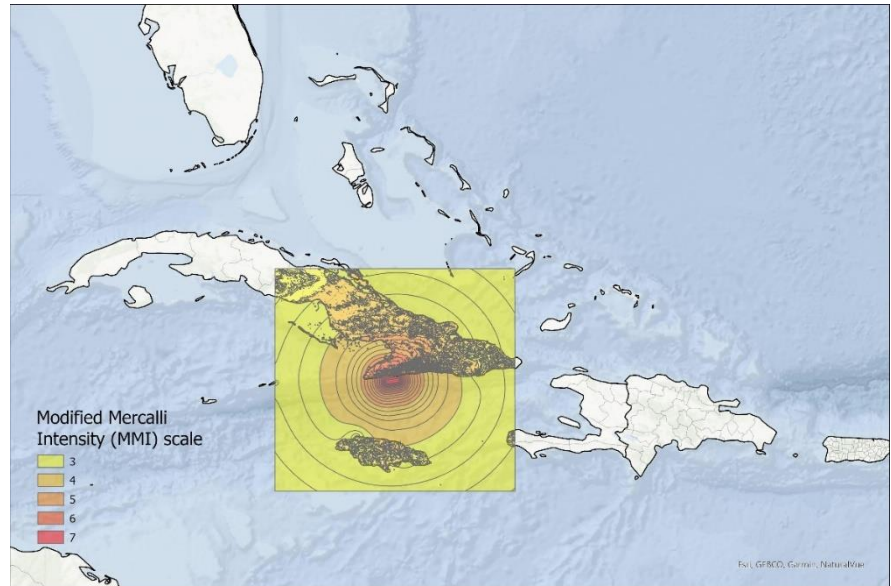 Modified Mercalli
Intensity (MMI) scale
3
4
5
6
7
Esri, GEBCO, Garmin, NaturalVue